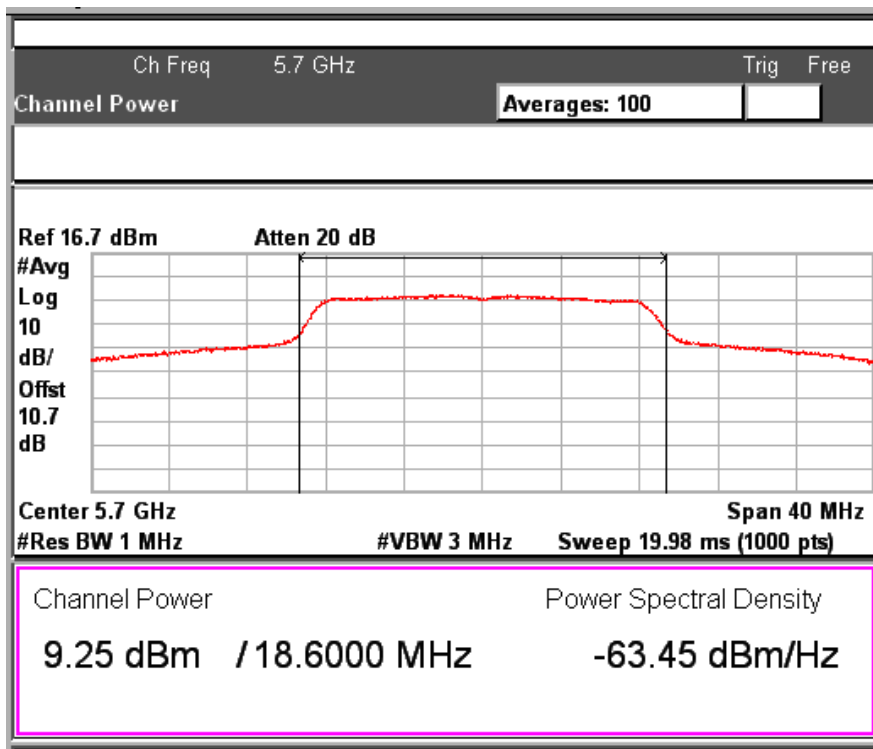 Ch Freq 5.7 GHz Trig Free
Channel Power Averages: 100
Ref 16.7 dBm Atten 20 dB
#Avg
Log
10
dB/
Offst
10.7
dB
Center 5.7 GHz Span 40 MHz
#Res BW 1 MHz #VBW 3 MHz Sweep 19.98 ms (1000 pts)
Channel Power Power Spectral Density
9.25 dBm / 18.6000 MHz -63.45 dBm/Hz